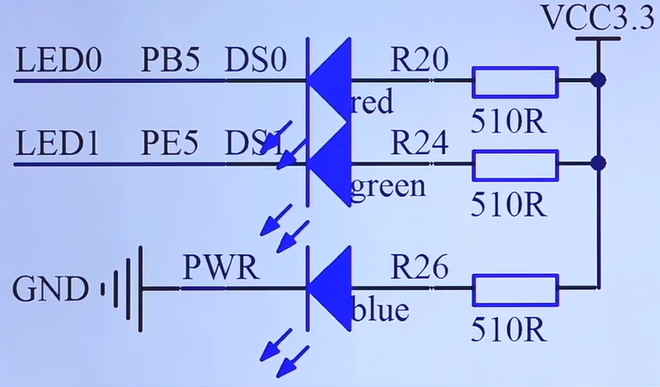 VCC3.3
LED0 PB5 DS0 R20
red
510R
LED1 PE5 DS1 R24
green
510R
GND PWR R26
blue
510R